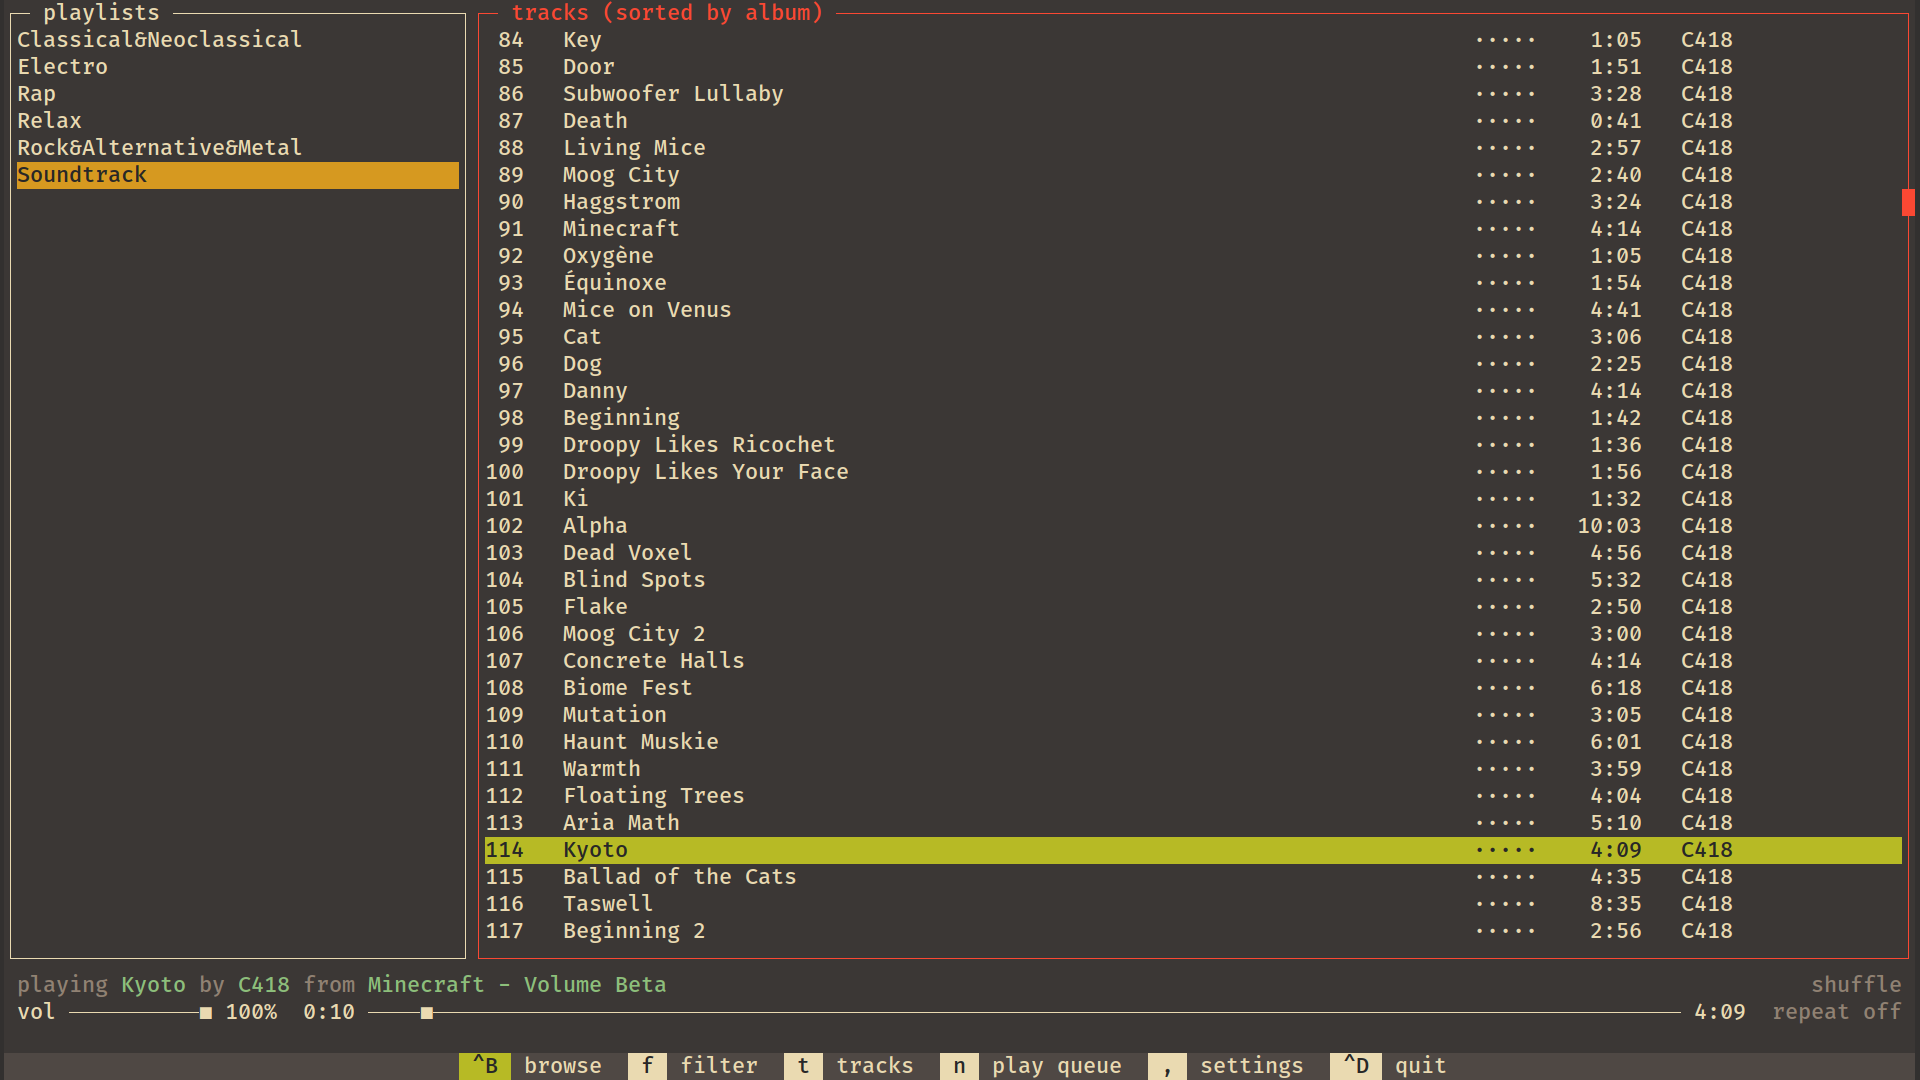 playlists
Classical&Neoclassical
Electro
Rap
Relax
Rock&Alternative&Metal
Soundtrack
tracks (sorted by album)
84 Key ····· 1:05 C418
85 Door ····· 1:51 C418
86 Subwoofer Lullaby ····· 3:28 C418
87 Death ····· 0:41 C418
88 Living Mice ····· 2:57 C418
89 Moog City ····· 2:40 C418
90 Haggstrom ····· 3:24 C418
91 Minecraft ····· 4:14 C418
92 Oxygène ····· 1:05 C418
93 Équinoxe ····· 1:54 C418
94 Mice on Venus ····· 4:41 C418
95 Cat ····· 3:06 C418
96 Dog ····· 2:25 C418
97 Danny ····· 4:14 C418
98 Beginning ····· 1:42 C418
99 Droopy Likes Ricochet ····· 1:36 C418
100 Droopy Likes Your Face ····· 1:56 C418
101 Ki ····· 1:32 C418
102 Alpha ····· 10:03 C418
103 Dead Voxel ····· 4:56 C418
104 Blind Spots ····· 5:32 C418
105 Flake ····· 2:50 C418
106 Moog City 2 ····· 3:00 C418
107 Concrete Halls ····· 4:14 C418
108 Biome Fest ····· 6:18 C418
109 Mutation ····· 3:05 C418
110 Haunt Muskie ····· 6:01 C418
111 Warmth ····· 3:59 C418
112 Floating Trees ····· 4:04 C418
113 Aria Math ····· 5:10 C418
114 Kyoto ····· 4:09 C418
115 Ballad of the Cats ····· 4:35 C418
116 Taswell ····· 8:35 C418
117 Beginning 2 ····· 2:56 C418
playing Kyoto by C418 from Minecraft - Volume Beta shuffle
vol 100% 0:10 4:09 repeat off
^B browse f filter t tracks n play queue , settings ^D quit